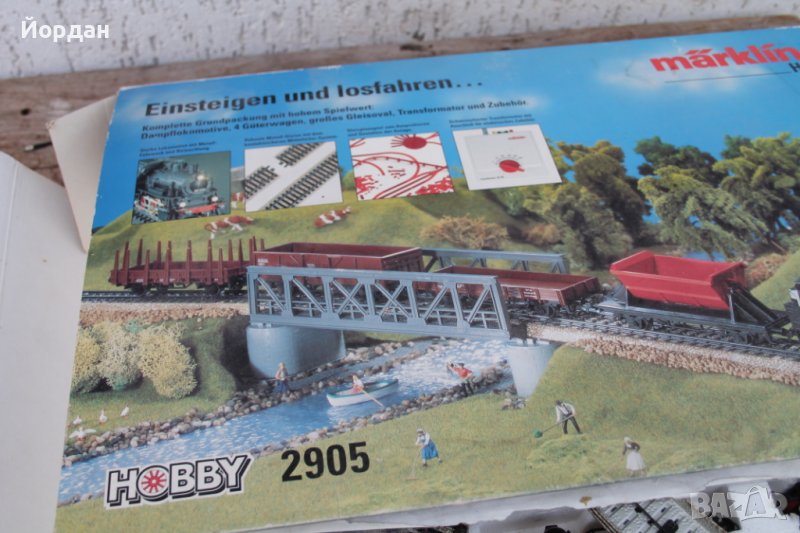 Йордан
märklin
H
Einsteigen und losfahren...
Komplette Grundpackung mit hohem Spielwert:
Dampflokomotive, 4 Güterwagen, großes Gleisoval, Transformator und Zubehör.
HOBBY 2905
BAZAR